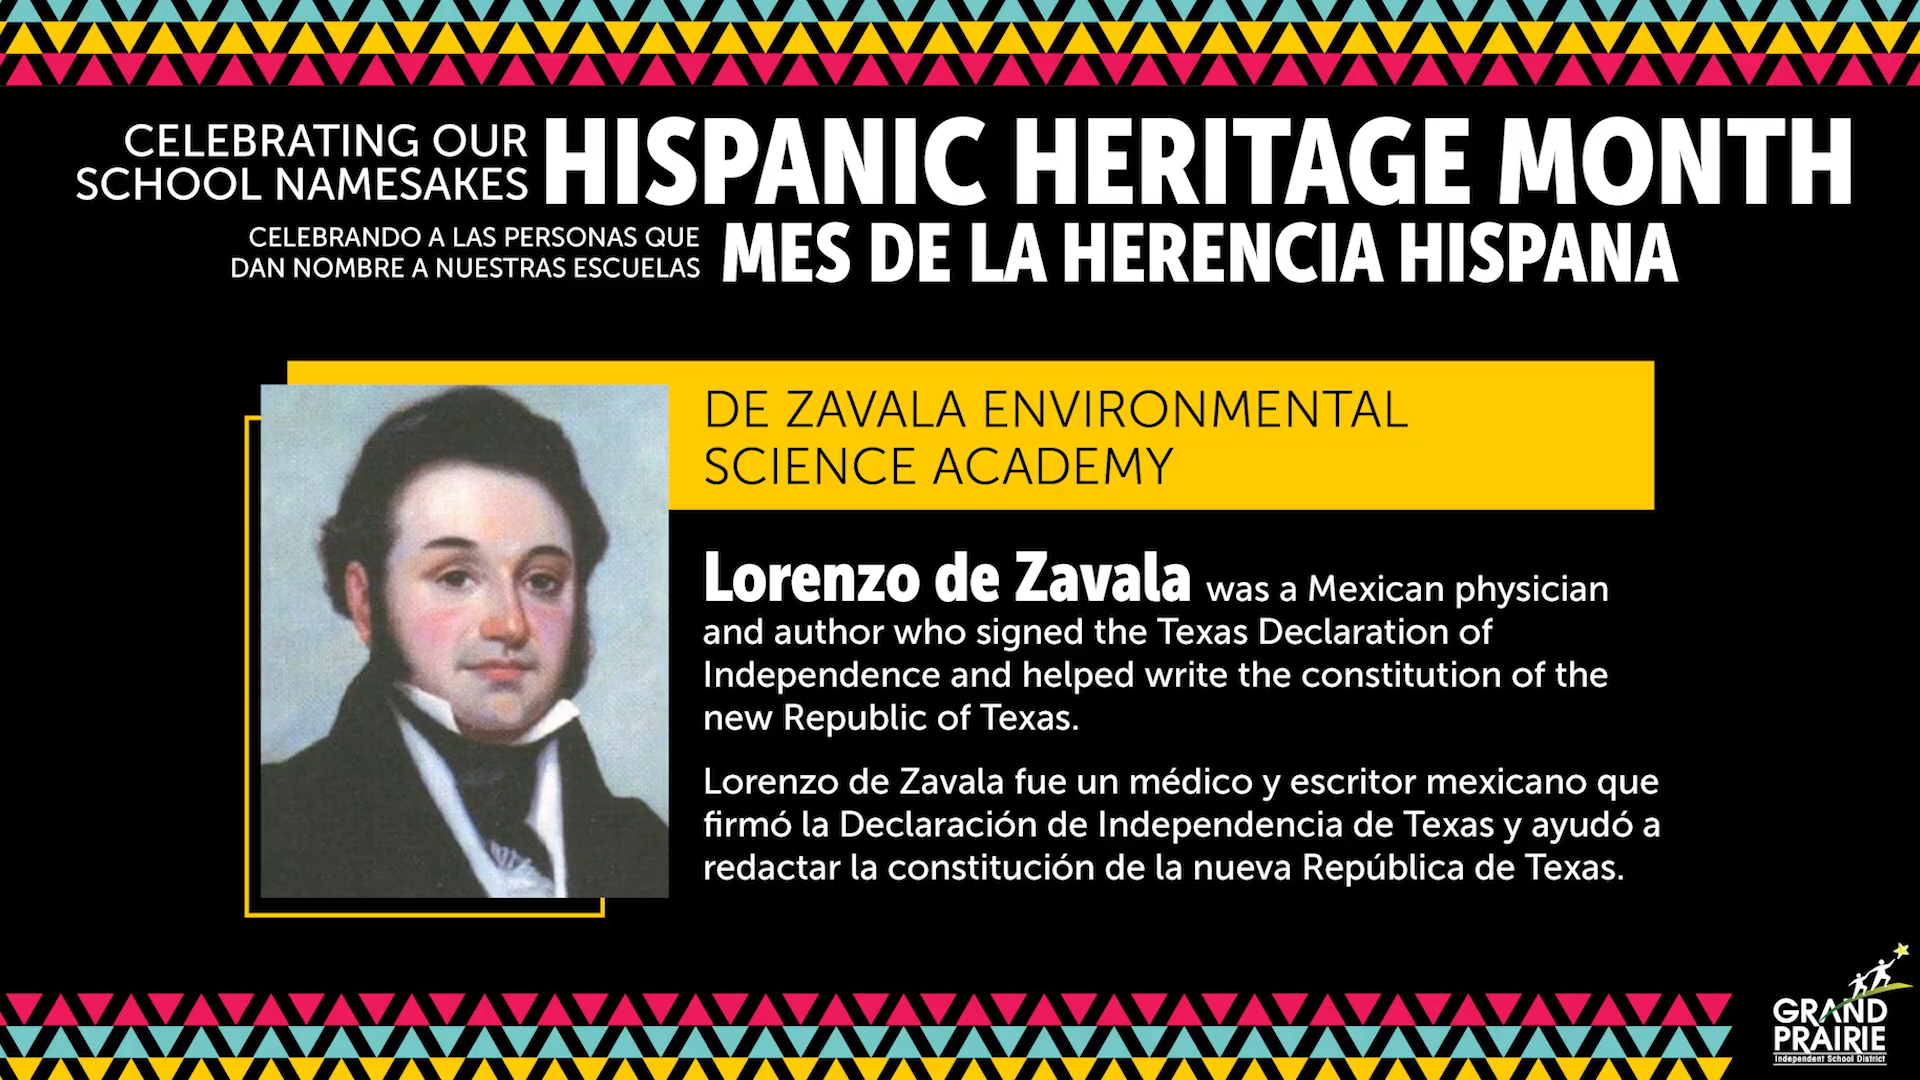 CELEBRATING OUR
SCHOOL NAMESAKES
HISPANIC HERITAGE MONTH
CELEBRANDO A LAS PERSONAS QUE
DAN NOMBRE A NUESTRAS ESCUELAS
MES DE LA HERENCIA HISPANA
DE ZAVALA ENVIRONMENTAL
SCIENCE ACADEMY
Lorenzo de Zavala was a Mexican physician
and author who signed the Texas Declaration of
Independence and helped write the constitution of the
new Republic of Texas.
Lorenzo de Zavala fue un médico y escritor mexicano que
firmó la Declaración de Independencia de Texas y ayudó a
redactar la constitución de la nueva República de Texas.
GRAND
PRAIRIE
Independent School District